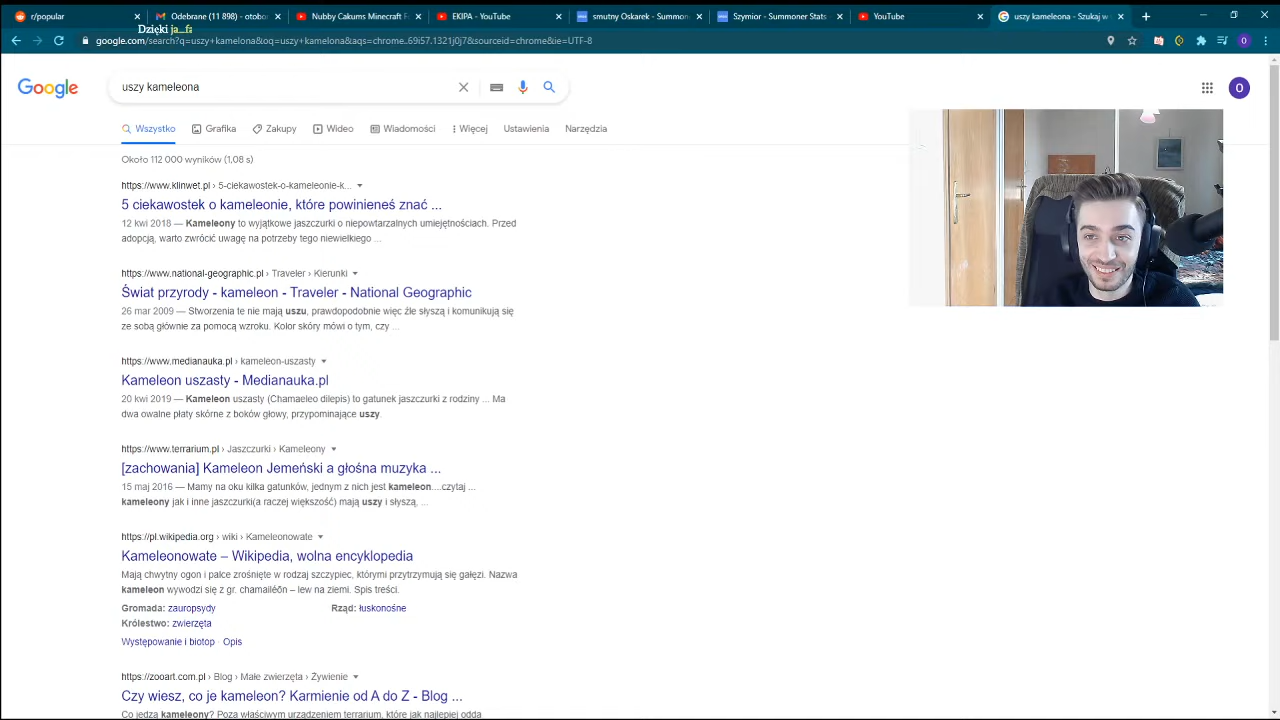 r/popular
Odebrane (11 898) - otobor
Nubby Cakums Minecraft F
EKIPA - YouTube
smutny Oskarek - Summon
Szymior - Summoner Stats
YouTube
uszy kameleona - Szukaj w
Dzięki
google.com/search?q=uszy+kamelona&oq=uszy+kamelona&aqs=chrome..69i57.1321j0j7&sourceid=chrome&ie=UTF-8
O
Google
uszy kameleona
O
Wszystko
Grafika
Zakupy
Wideo
Wiadomości
Więcej
Ustawienia
Narzędzia
Około 112 000 wyników (1,08 s)
https://www.klinwet.pl › 5-ciekawostek-o-kameleonie-k...
5 ciekawostek o kameleonie, które powinieneś znać ...
12 kwi 2018 — Kameleony to wyjątkowe jaszczurki o niepowtarzalnych umiejętnościach. Przed
adopcją, warto zwrócić uwagę na potrzeby tego niewielkiego ...
https://www.national-geographic.pl › Traveler › Kierunki
Świat przyrody - kameleon - Traveler - National Geographic
26 mar 2009 — Stworzenia te nie mają uszu, prawdopodobnie więc źle słyszą i komunikują się
ze sobą głównie za pomocą wzroku. Kolor skóry mówi o tym, czy ...
https://www.medianauka.pl › kameleon-uszasty
Kameleon uszasty - Medianauka.pl
20 kwi 2019 — Kameleon uszasty (Chamaeleo dilepis) to gatunek jaszczurki z rodziny ... Ma
dwa owalne płaty skórne z boków głowy, przypominające uszy.
https://www.terrarium.pl › Jaszczurki › Kameleony
[zachowania] Kameleon Jemeński a głośna muzyka ...
15 maj 2016 — Mamy na oku kilka gatunków, jednym z nich jest kameleon....czytaj ...
kameleony jak i inne jaszczurki(a raczej większość) mają uszy i słyszą, ...
https://pl.wikipedia.org › wiki › Kameleonowate
Kameleonowate – Wikipedia, wolna encyklopedia
Mają chwytny ogon i palce zrośnięte w rodzaj szczypiec, którymi przytrzymują się gałęzi. Nazwa
kameleon wywodzi się z gr. chamailéōn – lew na ziemi. Spis treści.
Gromada: zauropsydy
Rząd: łuskonośne
Królestwo: zwierzęta
Występowanie i biotop · Opis
https://zooart.com.pl › Blog › Małe zwierzęta › Żywienie
Czy wiesz, co je kameleon? Karmienie od A do Z - Blog ...
Co jedzą kameleony? Poza właściwym urządzeniem terrarium, które jak najlepiej odda